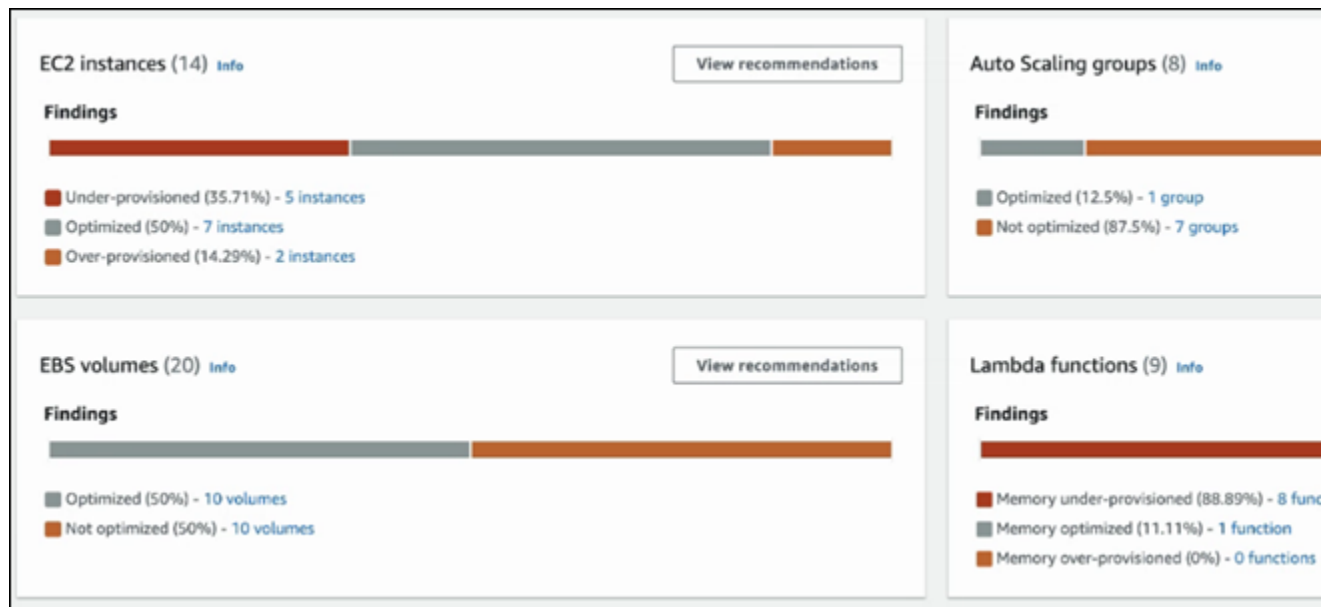 EC2 instances (14) Info
View recommendations
Findings
Under-provisioned (35.71%) - 5 instances
Optimized (50%) - 7 instances
Over-provisioned (14.29%) - 2 instances
Auto Scaling groups (8) Info
Findings
Optimized (12.5%) - 1 group
Not optimized (87.5%) - 7 groups
EBS volumes (20) Info
View recommendations
Findings
Optimized (50%) - 10 volumes
Not optimized (50%) - 10 volumes
Lambda functions (9) Info
Findings
Memory under-provisioned (88.89%) - 8 func
Memory optimized (11.11%) - 1 function
Memory over-provisioned (0%) - 0 functions